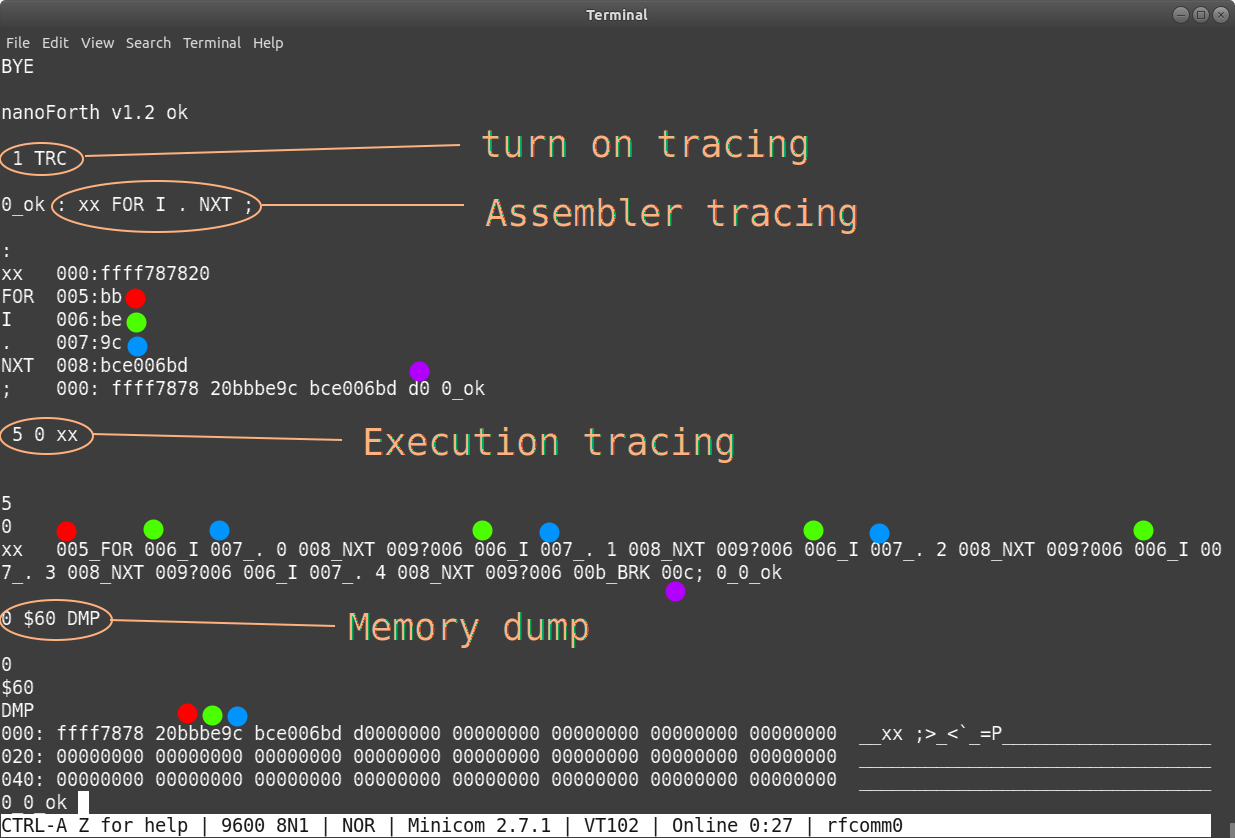 Terminal
File Edit View Search Terminal Help
BYE
nanoForth v1.2 ok
turn on tracing
1 TRC
0_ok : xx FOR I . NXT ;
Assembler tracing
:
xx 000:ffff787820
FOR 005:bb
I 006:be
. 007:9c
NXT 008:bce006bd
; 000: ffff7878 20bbbe9c bce006bd d0 0_ok
5 0 xx
Execution tracing
5
0
xx 005_FOR 006_I 007_. 0 008_NXT 009?006 006_I 007_. 1 008_NXT 009?006 006_I 007_. 2 008_NXT 009?006 006_I 00
7_. 3 008_NXT 009?006 006_I 007_. 4 008_NXT 009?006 00b_BRK 00c; 0_0_ok
0 $60 DMP
Memory dump
0
$60
DMP
000: ffff7878 20bbbe9c bce006bd d0000000 00000000 00000000 00000000 00000000 __xx ;>_<`_=P___________________
020: 00000000 00000000 00000000 00000000 00000000 00000000 00000000 00000000 ________________________________
040: 00000000 00000000 00000000 00000000 00000000 00000000 00000000 00000000 ________________________________
0_0_ok
CTRL-A Z for help | 9600 8N1 | NOR | Minicom 2.7.1 | VT102 | Online 0:27 | rfcomm0